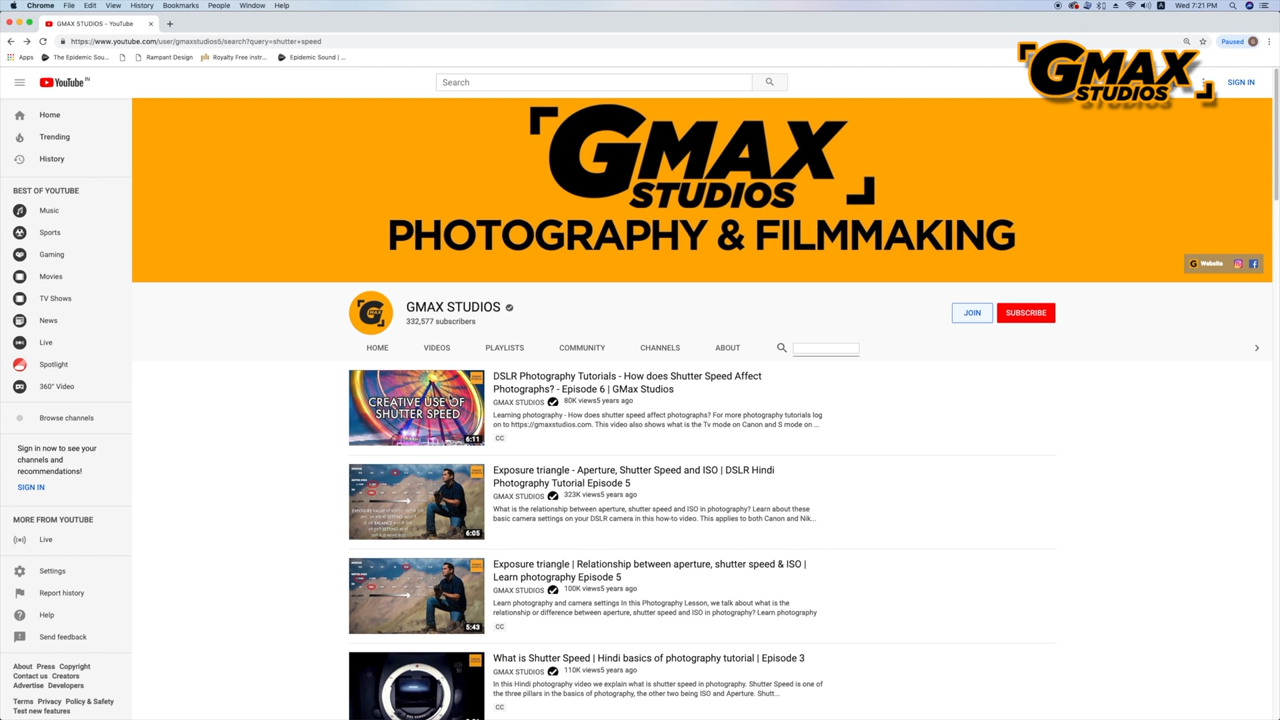 Chrome File Edit View History Bookmarks People Window Help
Wed 7:21 PM
GMAX STUDIOS - YouTube
https://www.youtube.com/user/gmaxstudios5/search?query=shutter+speed
Paused
Apps The Epidemic Sou... Rampant Design Royalty Free instr... Epidemic Sound | ...
YouTube IN
Search
SIGN IN
GMAX
STUDIOS
Home
Trending
History
BEST OF YOUTUBE
Music
Sports
Gaming
Movies
TV Shows
News
Live
Spotlight
360° Video
Browse channels
Sign in now to see your
channels and
recommendations!
SIGN IN
MORE FROM YOUTUBE
Live
Settings
Report history
Help
Send feedback
About Press Copyright
Contact us Creators
Advertise Developers
Terms Privacy Policy & Safety
Test new features
GMAX
STUDIOS
PHOTOGRAPHY & FILMMAKING
Website
GMAX STUDIOS
332,577 subscribers
JOIN SUBSCRIBE
HOME VIDEOS PLAYLISTS COMMUNITY CHANNELS ABOUT
CREATIVE USE OF
SHUTTER SPEED
6:11
DSLR Photography Tutorials - How does Shutter Speed Affect
Photographs? - Episode 6 | GMax Studios
GMAX STUDIOS 80K views5 years ago
Learning photography - How does shutter speed affect photographs? For more photography tutorials log
on to https://gmaxstudios.com. This video also shows what is the Tv mode on Canon and S mode on ...
CC
6:05
Exposure triangle - Aperture, Shutter Speed and ISO | DSLR Hindi
Photography Tutorial Episode 5
GMAX STUDIOS 323K views5 years ago
What is the relationship between aperture, shutter speed and ISO in photography? Learn about these
basic camera settings on your DSLR camera in this how-to video. This applies to both Canon and Nik...
5:43
Exposure triangle | Relationship between aperture, shutter speed & ISO |
Learn photography Episode 5
GMAX STUDIOS 100K views5 years ago
Learn photography and camera settings In this Photography Lesson, we talk about what is the
relationship or difference between aperture, shutter speed and ISO in photography? Learn photography
CC
What is Shutter Speed | Hindi basics of photography tutorial | Episode 3
GMAX STUDIOS 110K views5 years ago
In this Hindi photography video we explain what is shutter speed in photography. Shutter Speed is one of
the three pillars in the basics of photography, the other two being ISO and Aperture. Shutt...
CC